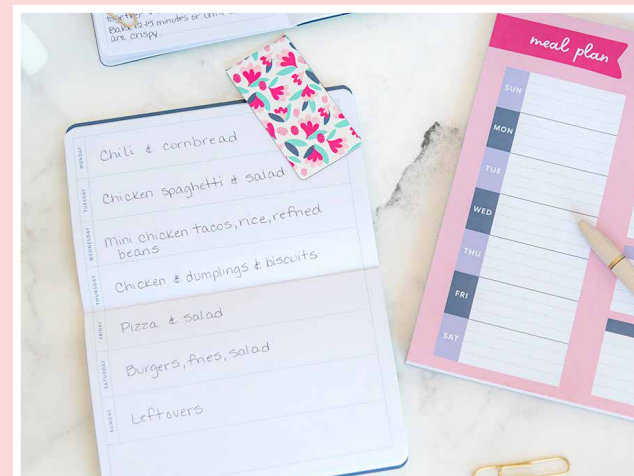 together
Bake 12-15 minutes or until
are crispy.
MONDAY
Chili & cornbread
TUESDAY
Chicken spaghetti & salad
WEDNESDAY
Mini chicken tacos, rice, refried
beans
THURSDAY
Chicken & dumplings & biscuits
FRIDAY
Pizza & salad
SATURDAY
Burgers, fries, salad
SUNDAY
Leftovers
meal plan
SUN
MON
TUE
WED
THU
FRI
SAT